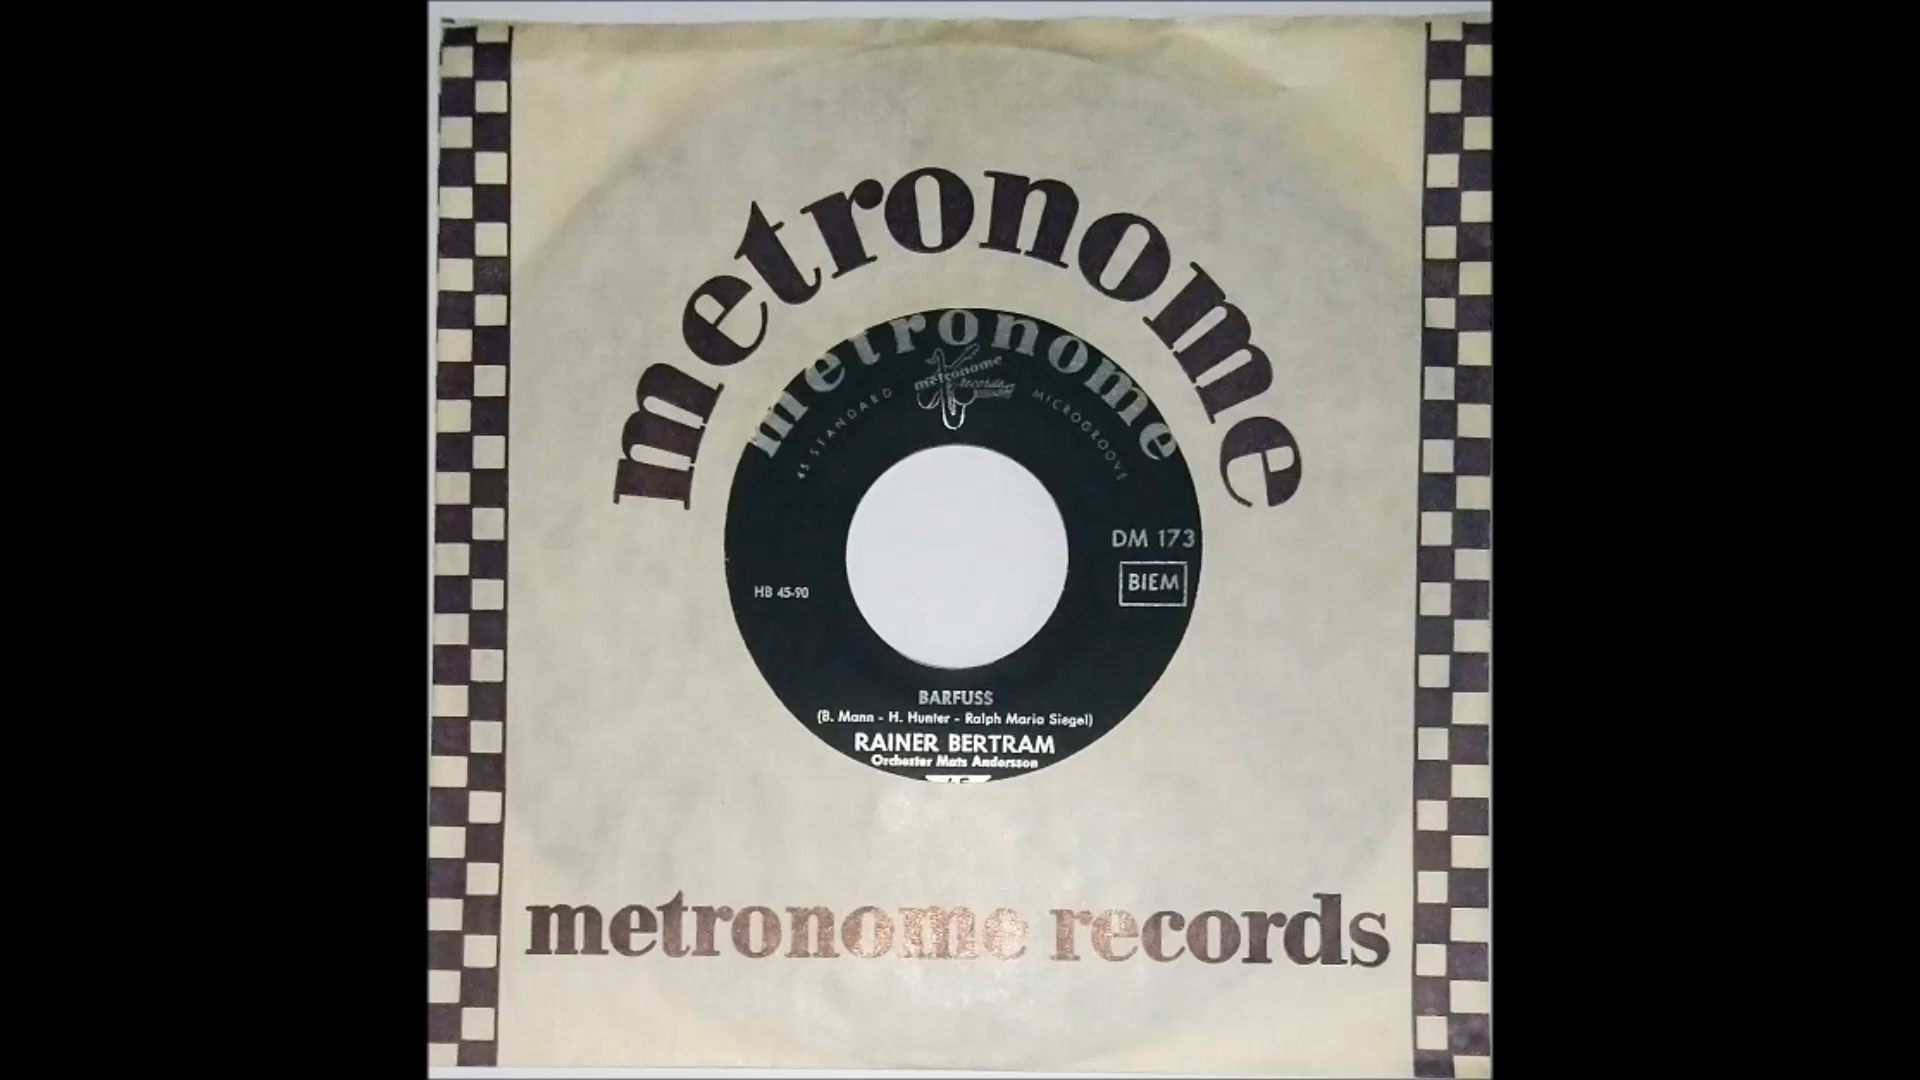 metronome
metronome
metronome
records
45 STANDARD
MICROGROOVE
DM 173
BIEM
HB 45-90
BARFUSS
(B. Mann - H. Hunter - Ralph Maria Siegel)
RAINER BERTRAM
Orchester Mats Andersson
metronome records